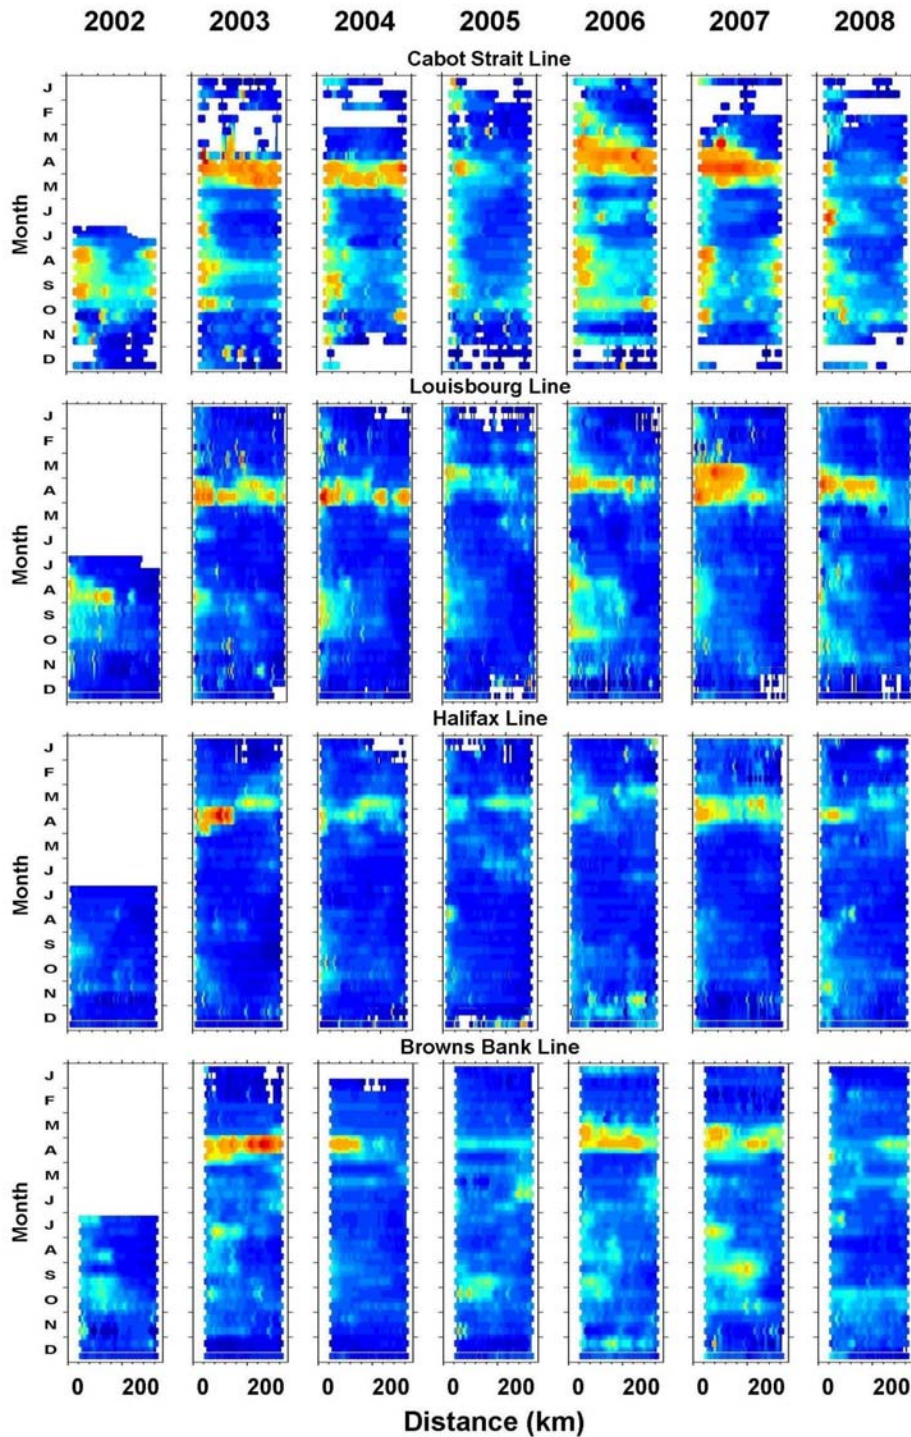 2002 2003 2004 2005 2006 2007 2008
Cabot Strait Line
Month
J
F
M
A
M
J
J
A
S
O
N
D
Louisbourg Line
Month
J
F
M
A
M
J
J
A
S
O
N
D
Halifax Line
Month
J
F
M
A
M
J
J
A
S
O
N
D
Browns Bank Line
Month
J
F
M
A
M
J
J
A
S
O
N
D
0 200 0 200 0 200 0 200 0 200 0 200 0 200
Distance (km)